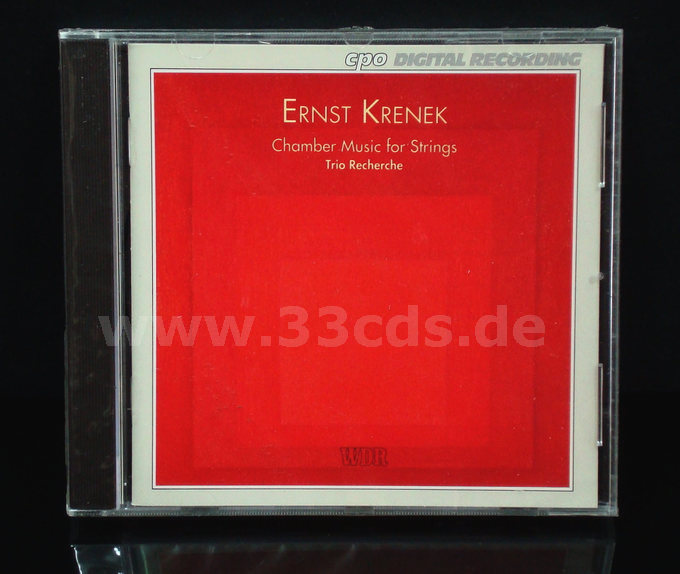 cpo DIGITAL RECORDING
ERNST KRENEK
Chamber Music for Strings
Trio Recherche
www.33cds.de
WDR